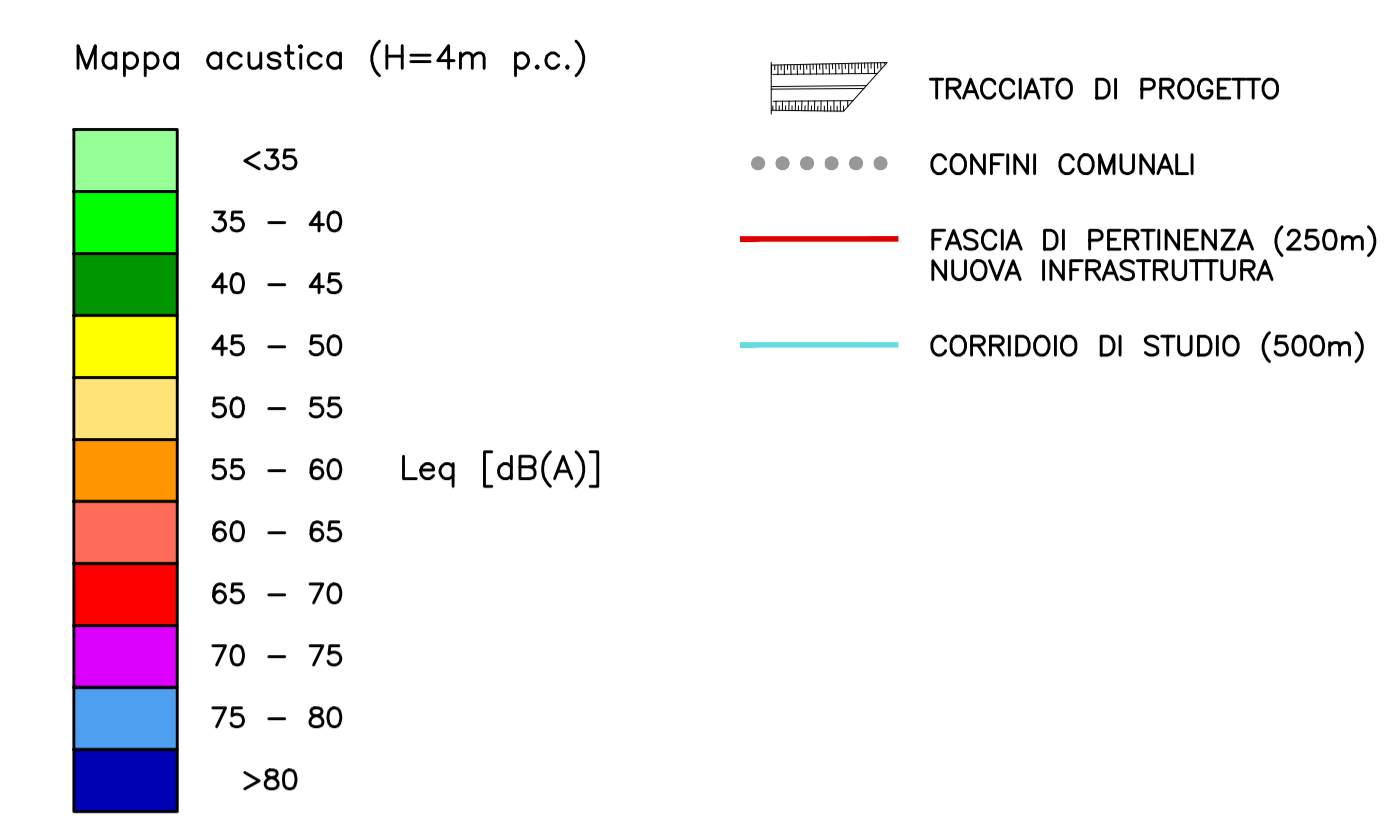 Mappa acustica (H=4m p.c.)
<35
35 – 40
40 – 45
45 – 50
50 – 55
55 – 60 Leq [dB(A)]
60 – 65
65 – 70
70 – 75
75 – 80
>80
TRACCIATO DI PROGETTO
CONFINI COMUNALI
FASCIA DI PERTINENZA (250m)
NUOVA INFRASTRUTTURA
CORRIDOIO DI STUDIO (500m)